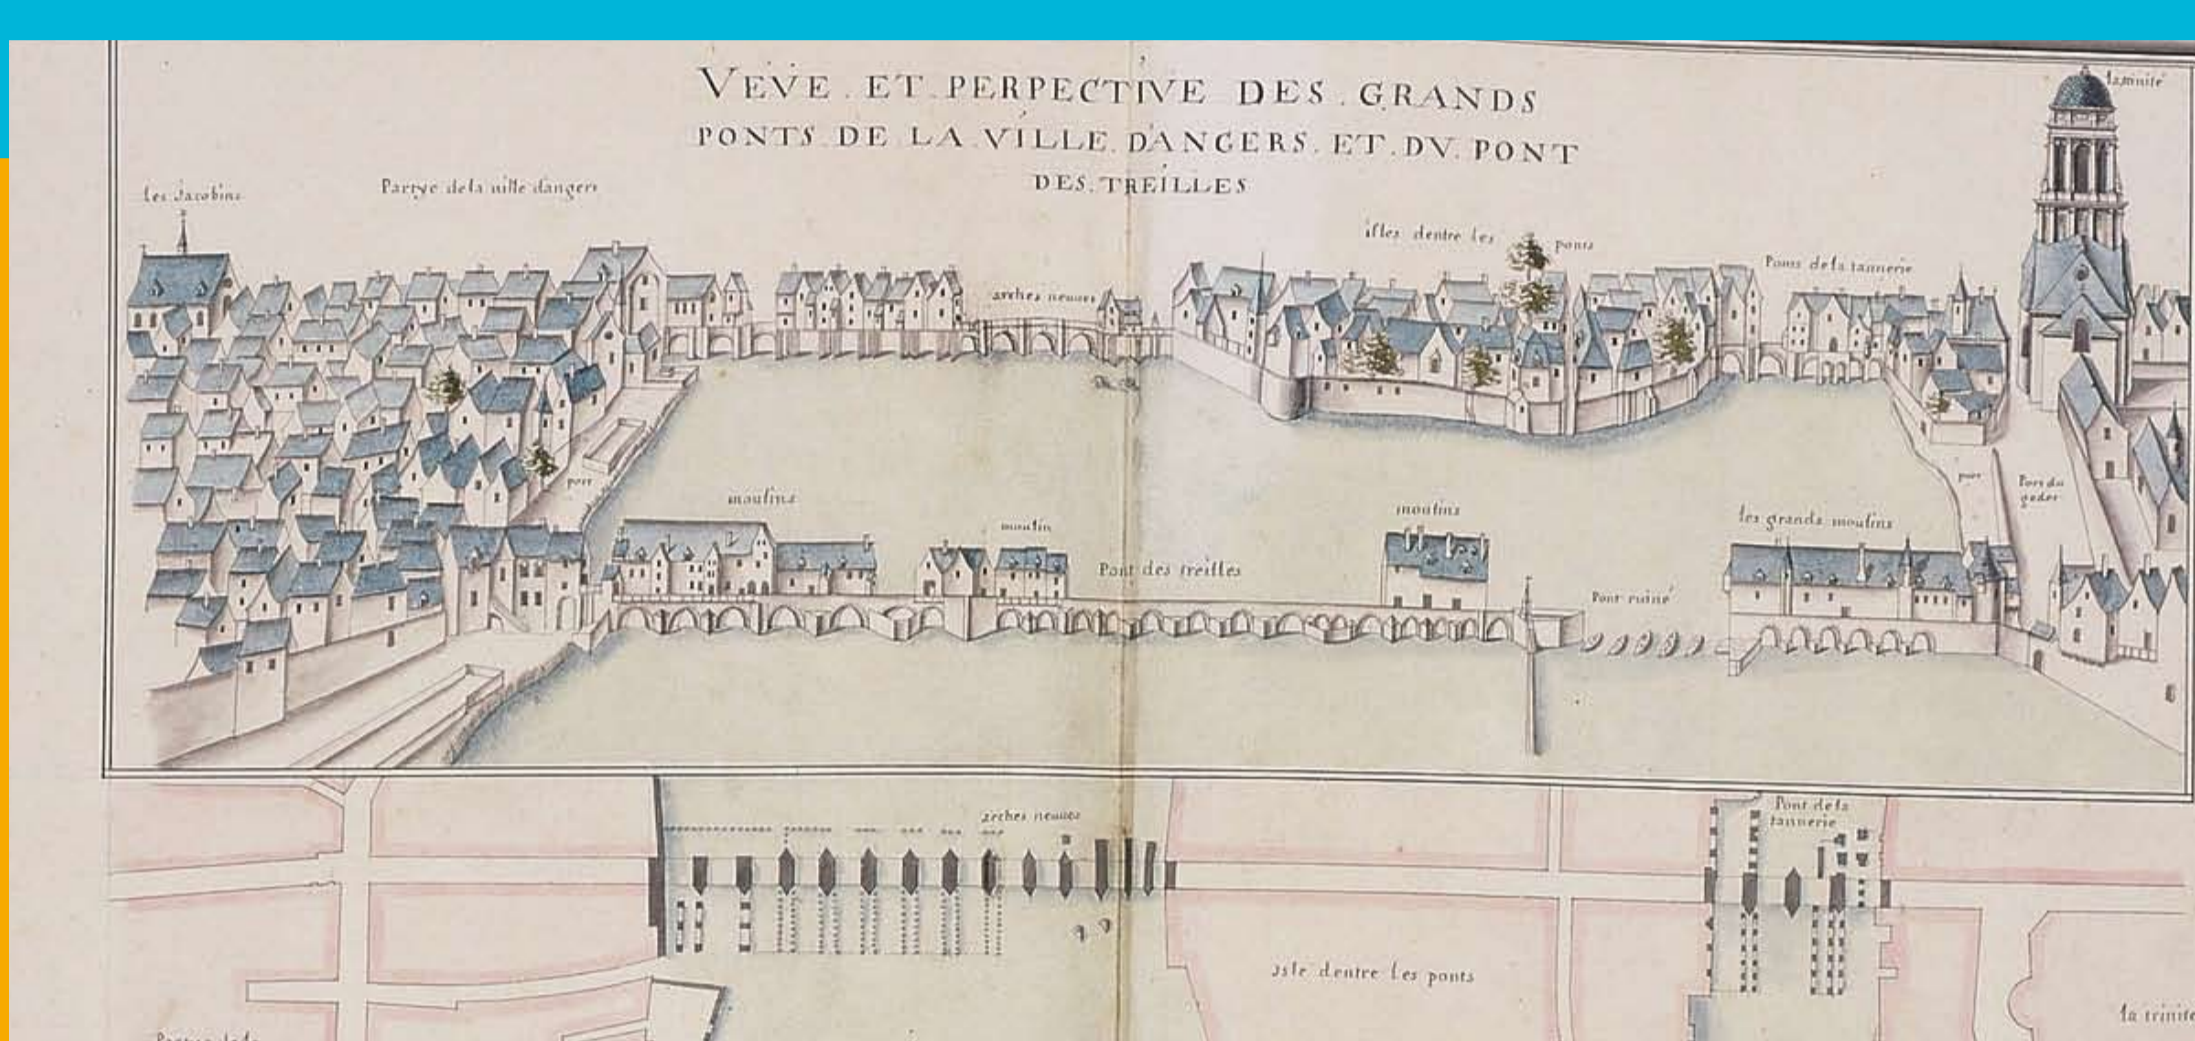 VEVE . ET . PERPECTIVE DES . GRANDS
PONTS DE LA VILLE . DANGERS . ET . DV . PONT
DES . TREILLES
la trinité
les Jacobins
Partye de la uille dangers
isles dentre les ponts
Ponts de la tannerie
arches neuues
port
port
Port du
moulins
moulin
moulins
les grands moulins
Pont des treilles
Pont ruiné
arches neuues
Pont de la
tannerie
isle dentre les ponts
la trinité